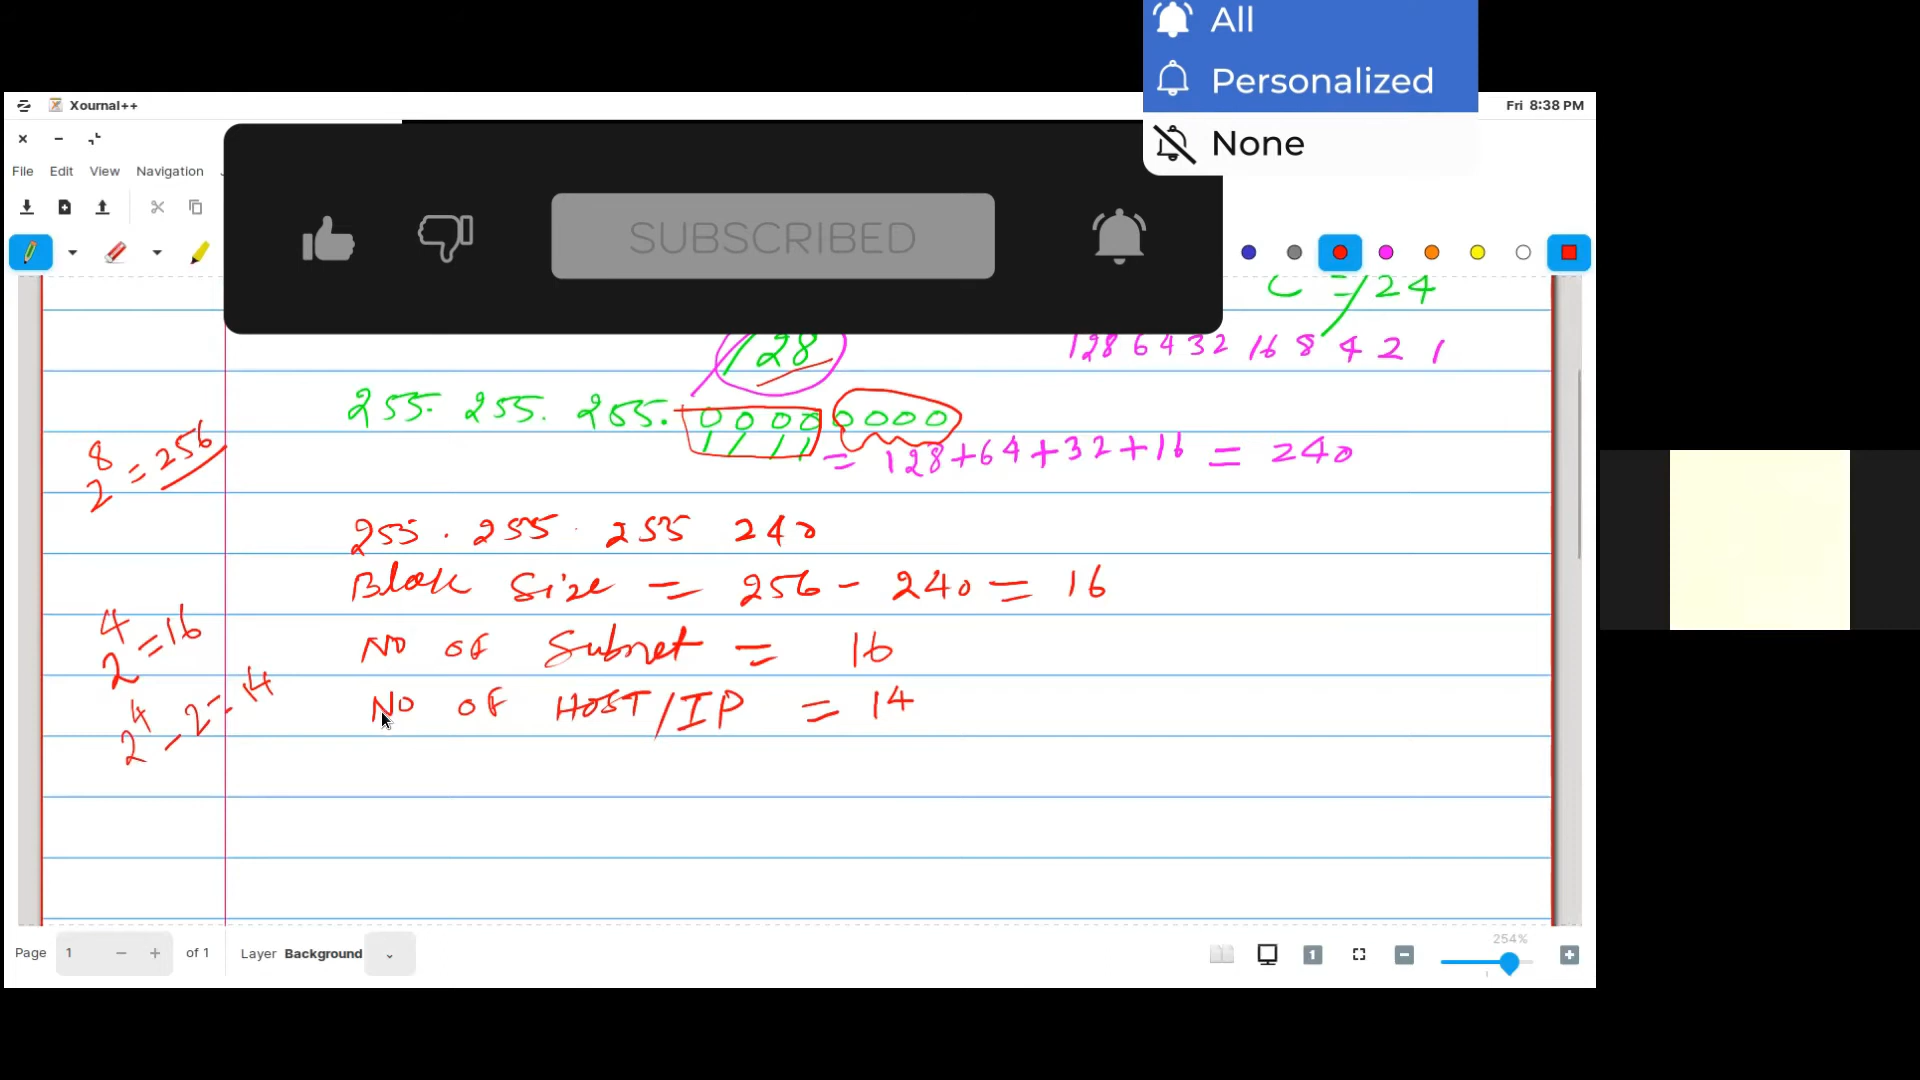 All
Personalized
None
Xournal++
Fri 8:38 PM
File Edit View Navigation
SUBSCRIBED
C = /24
/28
128 64 32 16 8 4 2 1
255. 255. 255. 0000 0000
1111
= 128+64+32+16 = 240
2^8 = 256
255 . 255 . 255 240
Block Size = 256 - 240 = 16
2^4 = 16
No of Subnet = 16
2^4 - 2 = 14
No of HOST/IP = 14
254%
Page 1 of 1 Layer Background
1